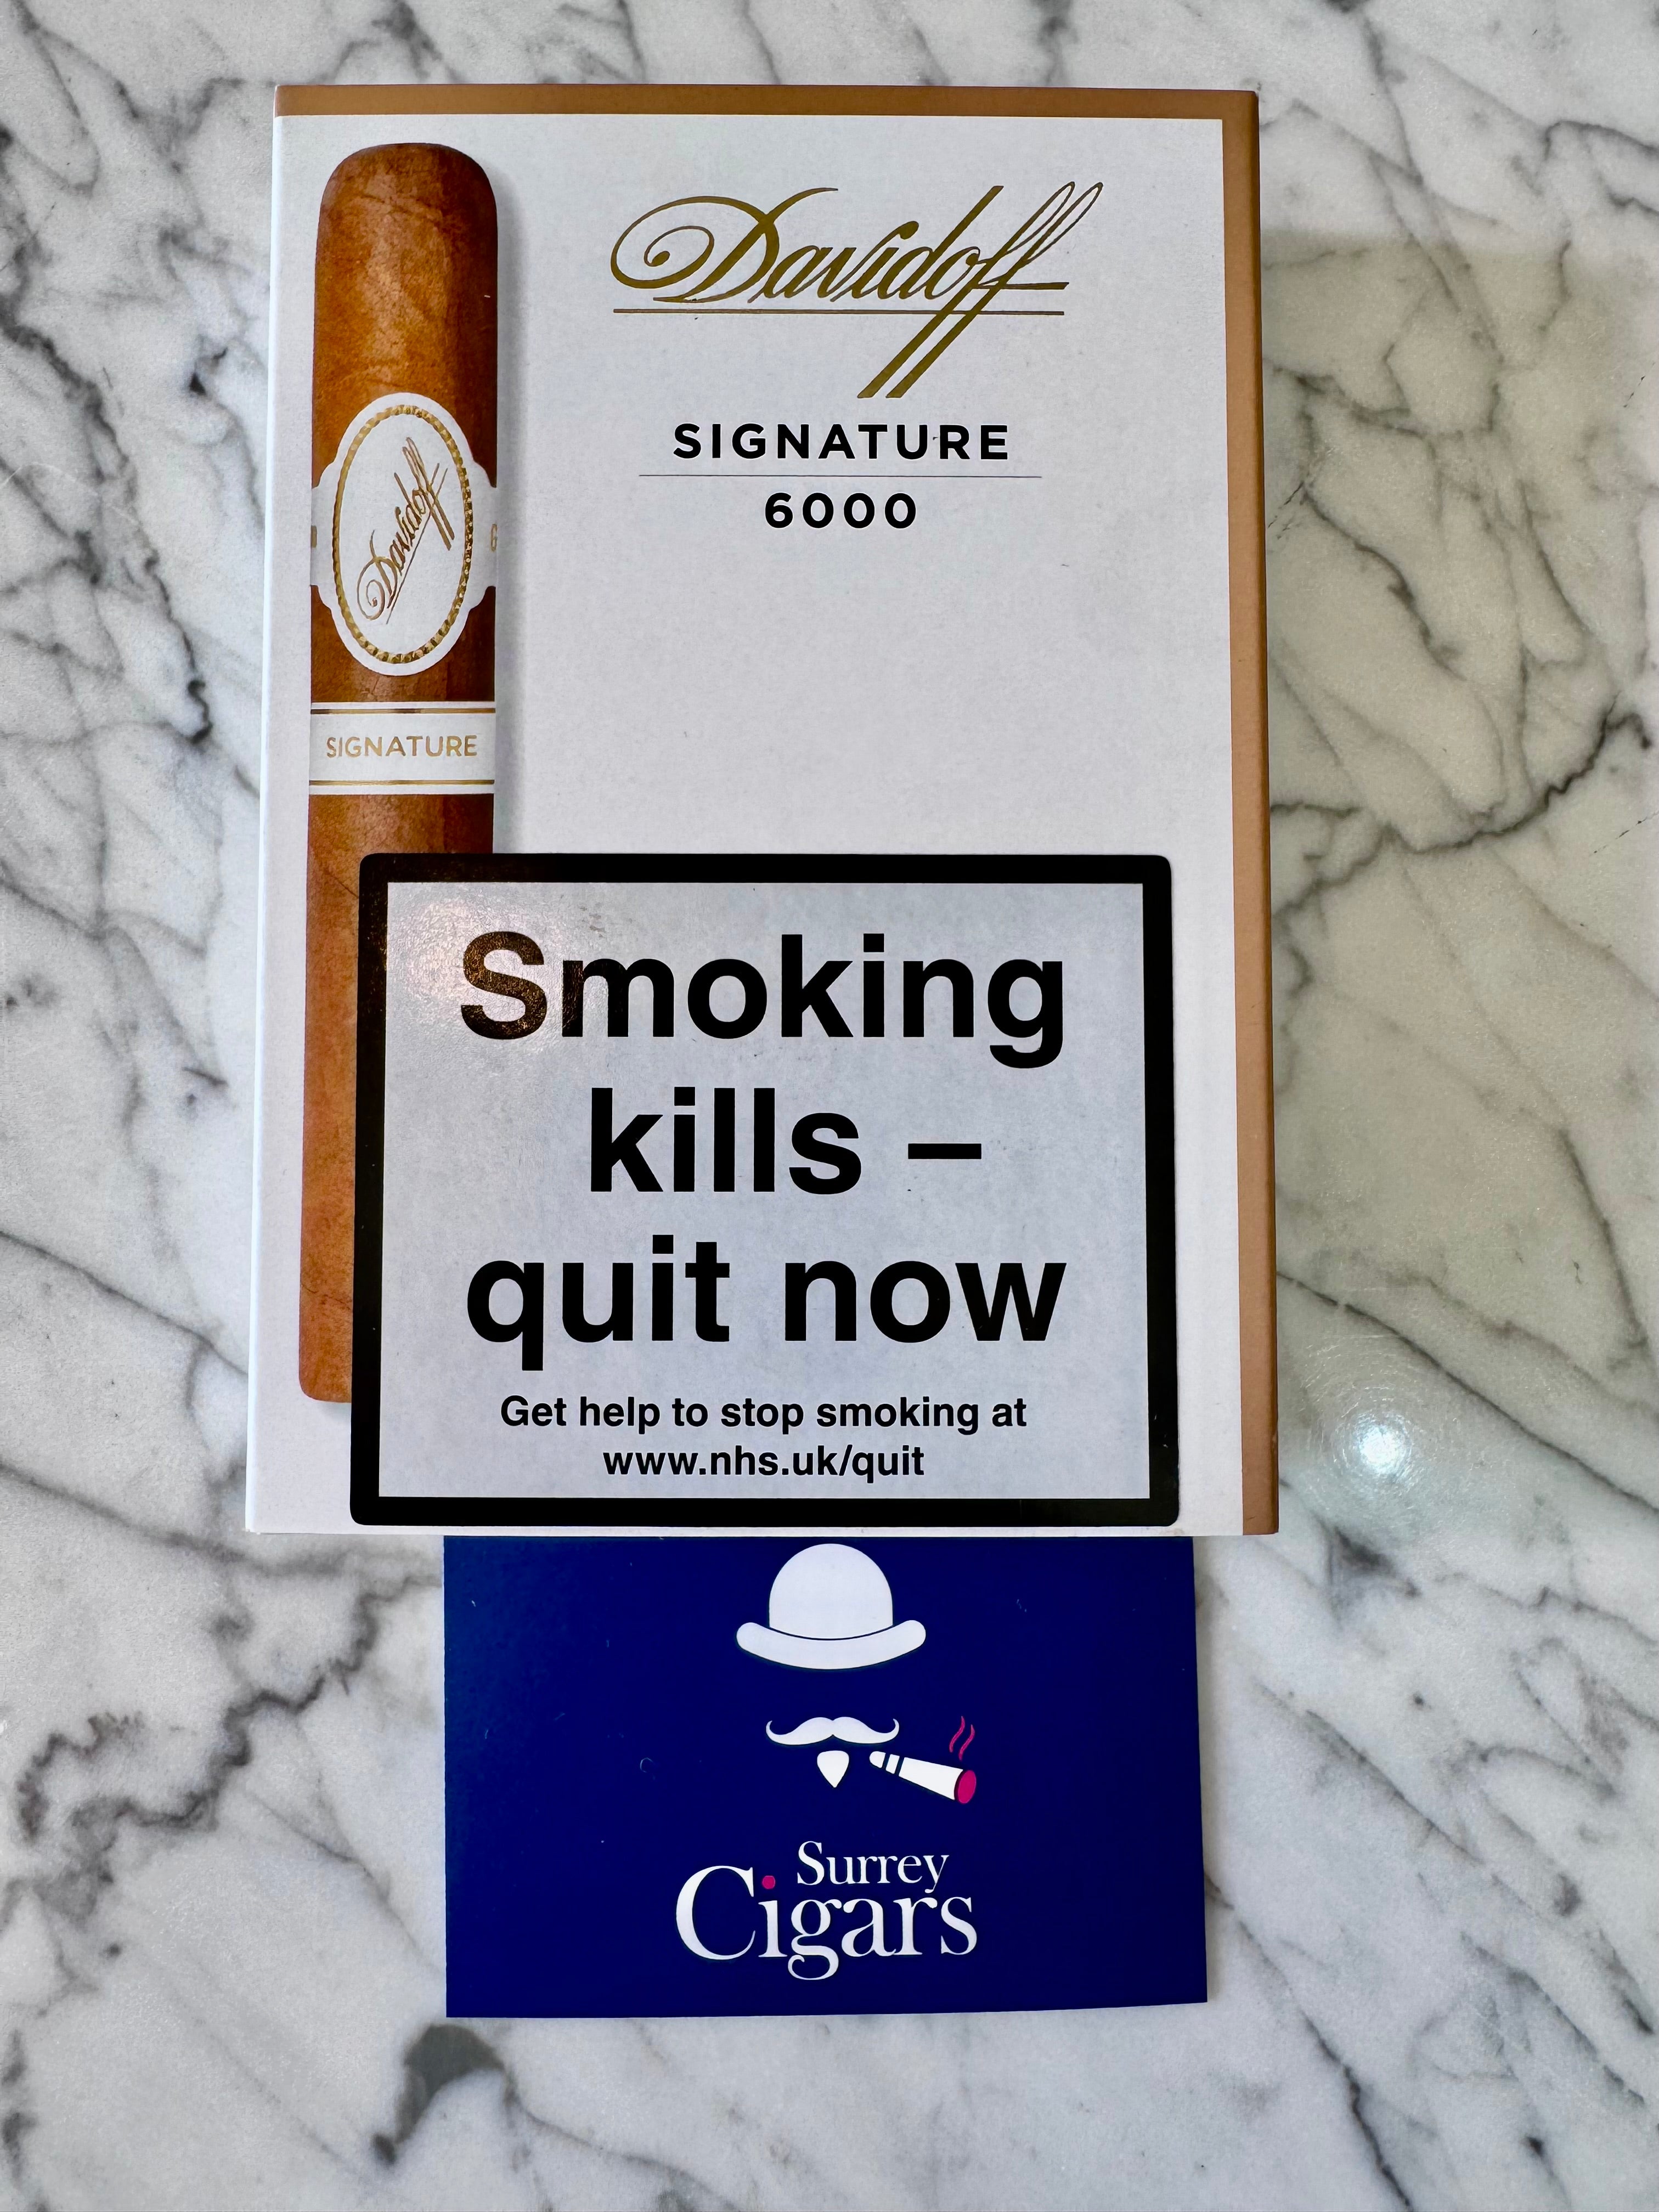 Davidoff
SIGNATURE
6000
Davidoff
SIGNATURE
Smoking
kills –
quit now
Get help to stop smoking at
www.nhs.uk/quit
Surrey
Cigars